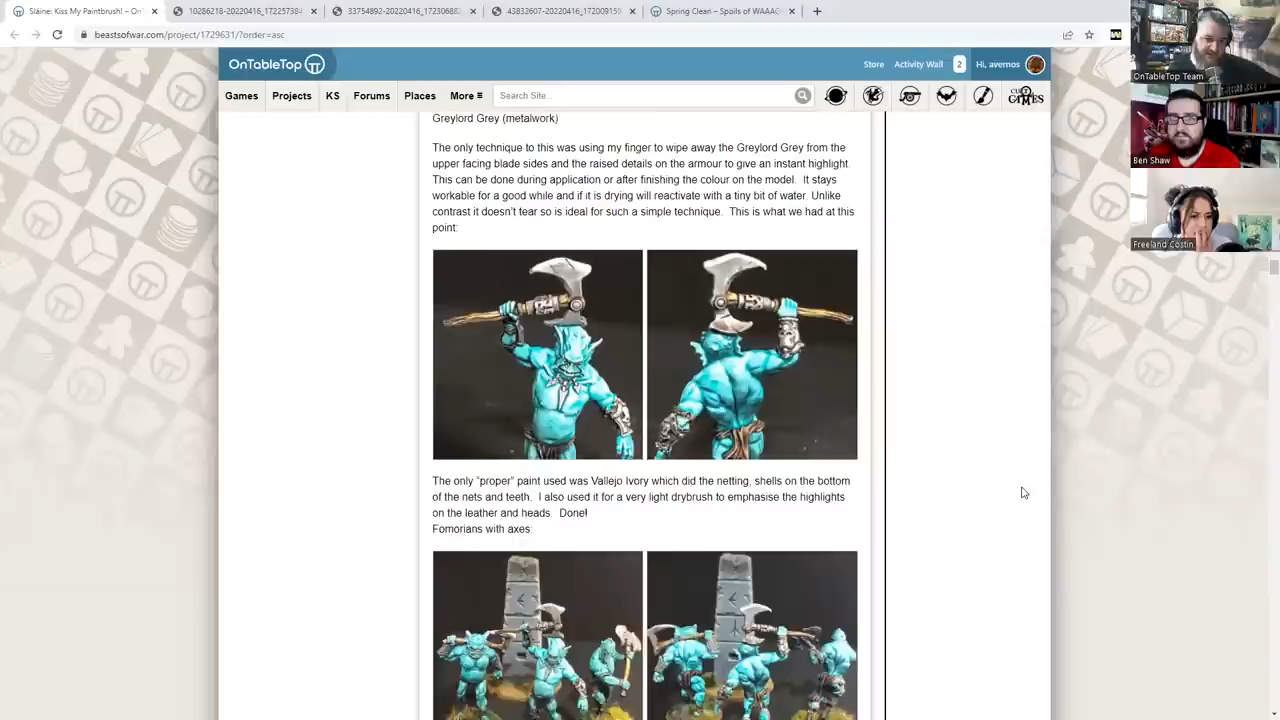 Sláine: Kiss My Paintbrush! – On
10286218-20220416_17225738
33754892-20220416_17230688
43832607-20220416_172009159
Spring Clean – Spoils of WAAAG
beastsofwar.com/project/1729631/?order=asc
OnTableTop
Store
Activity Wall
2
Hi, avernos
Games
Projects
KS
Forums
Places
More
Search Site...
GAMES
OnTableTop Team
Ben Shaw
Freeland Costin
Greylord Grey (metalwork)
The only technique to this was using my finger to wipe away the Greylord Grey from the
upper facing blade sides and the raised details on the armour to give an instant highlight.
This can be done during application or after finishing the colour on the model. It stays
workable for a good while and if it is drying will reactivate with a tiny bit of water. Unlike
contrast it doesn't tear so is ideal for such a simple technique. This is what we had at this
point:
The only "proper" paint used was Vallejo Ivory which did the netting, shells on the bottom
of the nets and teeth. I also used it for a very light drybrush to emphasise the highlights
on the leather and heads. Done!
Fomorians with axes: